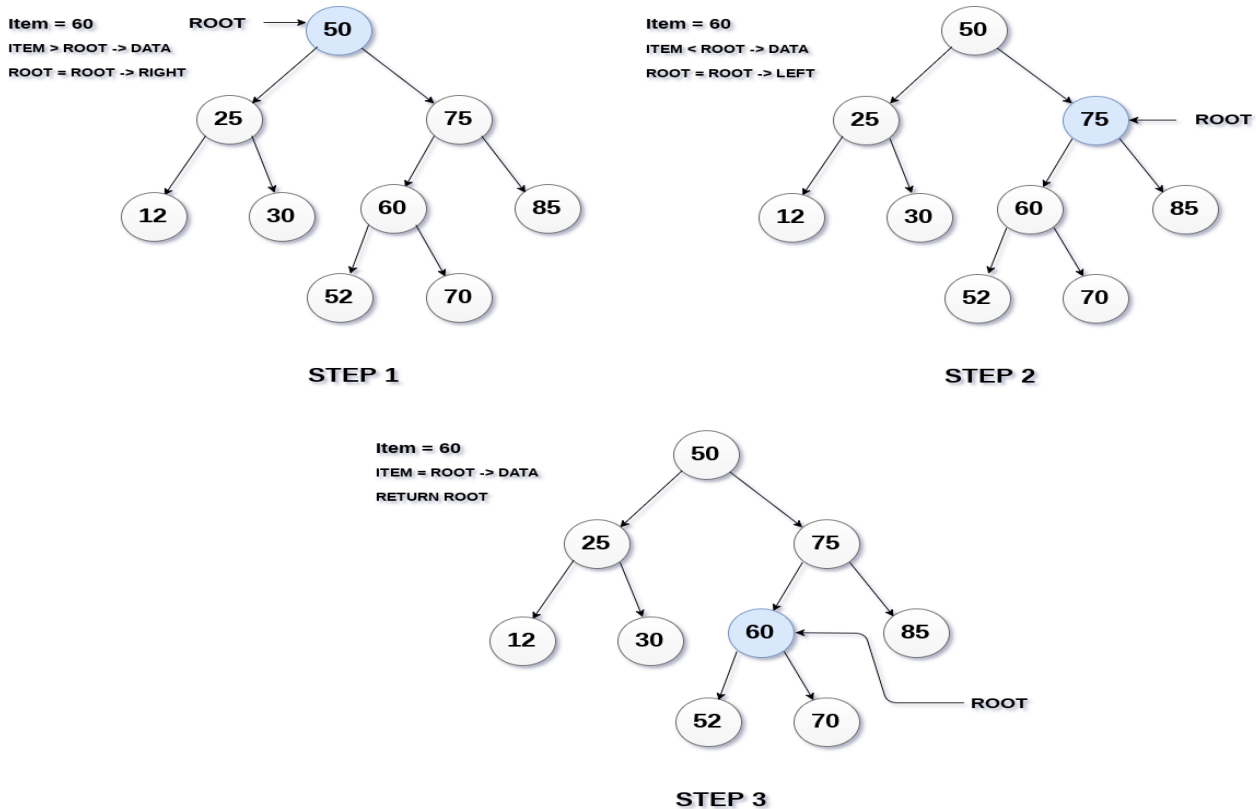 Item = 60
ITEM > ROOT -> DATA
ROOT = ROOT -> RIGHT
ROOT
50
25
75
12
30
60
85
52
70
STEP 1
Item = 60
ITEM < ROOT -> DATA
ROOT = ROOT -> LEFT
50
25
75
ROOT
12
30
60
85
52
70
STEP 2
Item = 60
ITEM = ROOT -> DATA
RETURN ROOT
50
25
75
12
30
60
85
52
70
ROOT
STEP 3